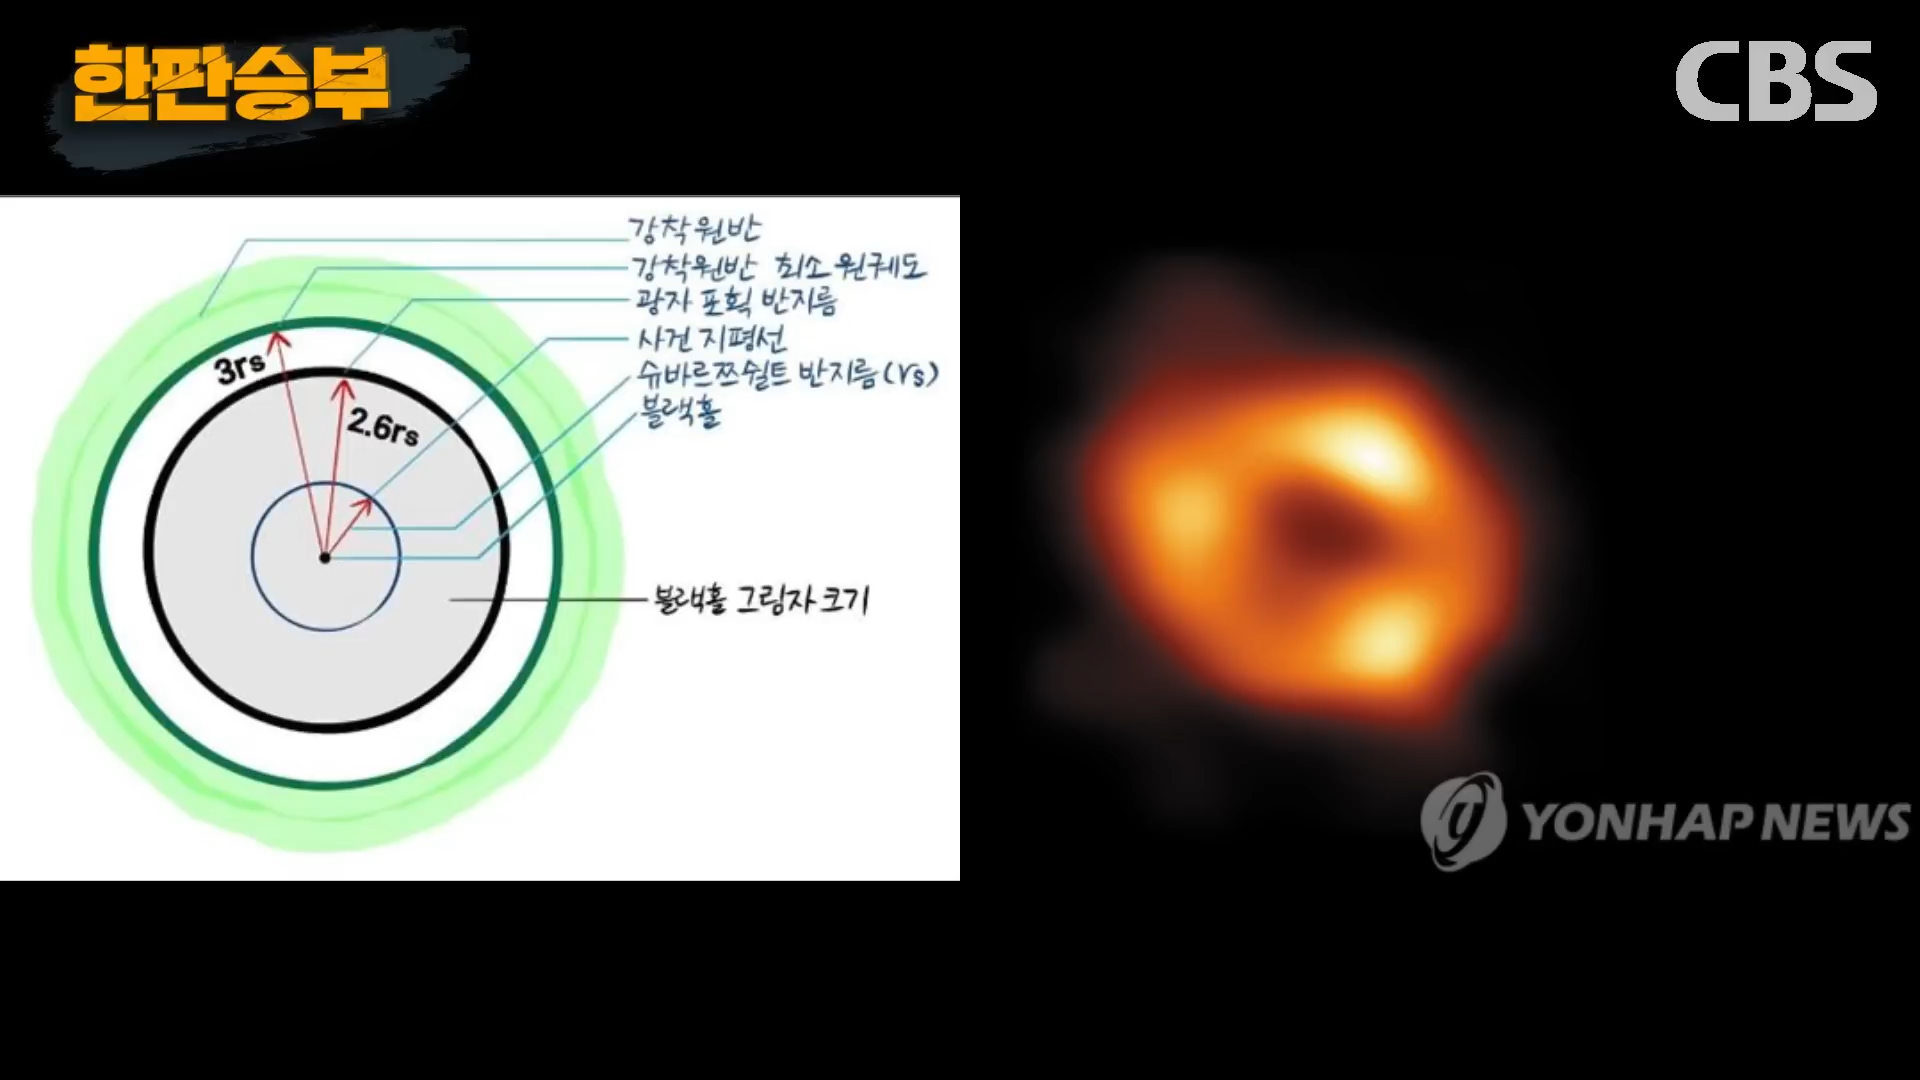 한판승부
CBS
강착원반
강착원반 최소 원궤도
광자 포획 반지름
사건 지평선
슈바르쯔쉴트 반지름(rs)
블랙홀
3rs
2.6rs
블랙홀 그림자 크기
YONHAP NEWS